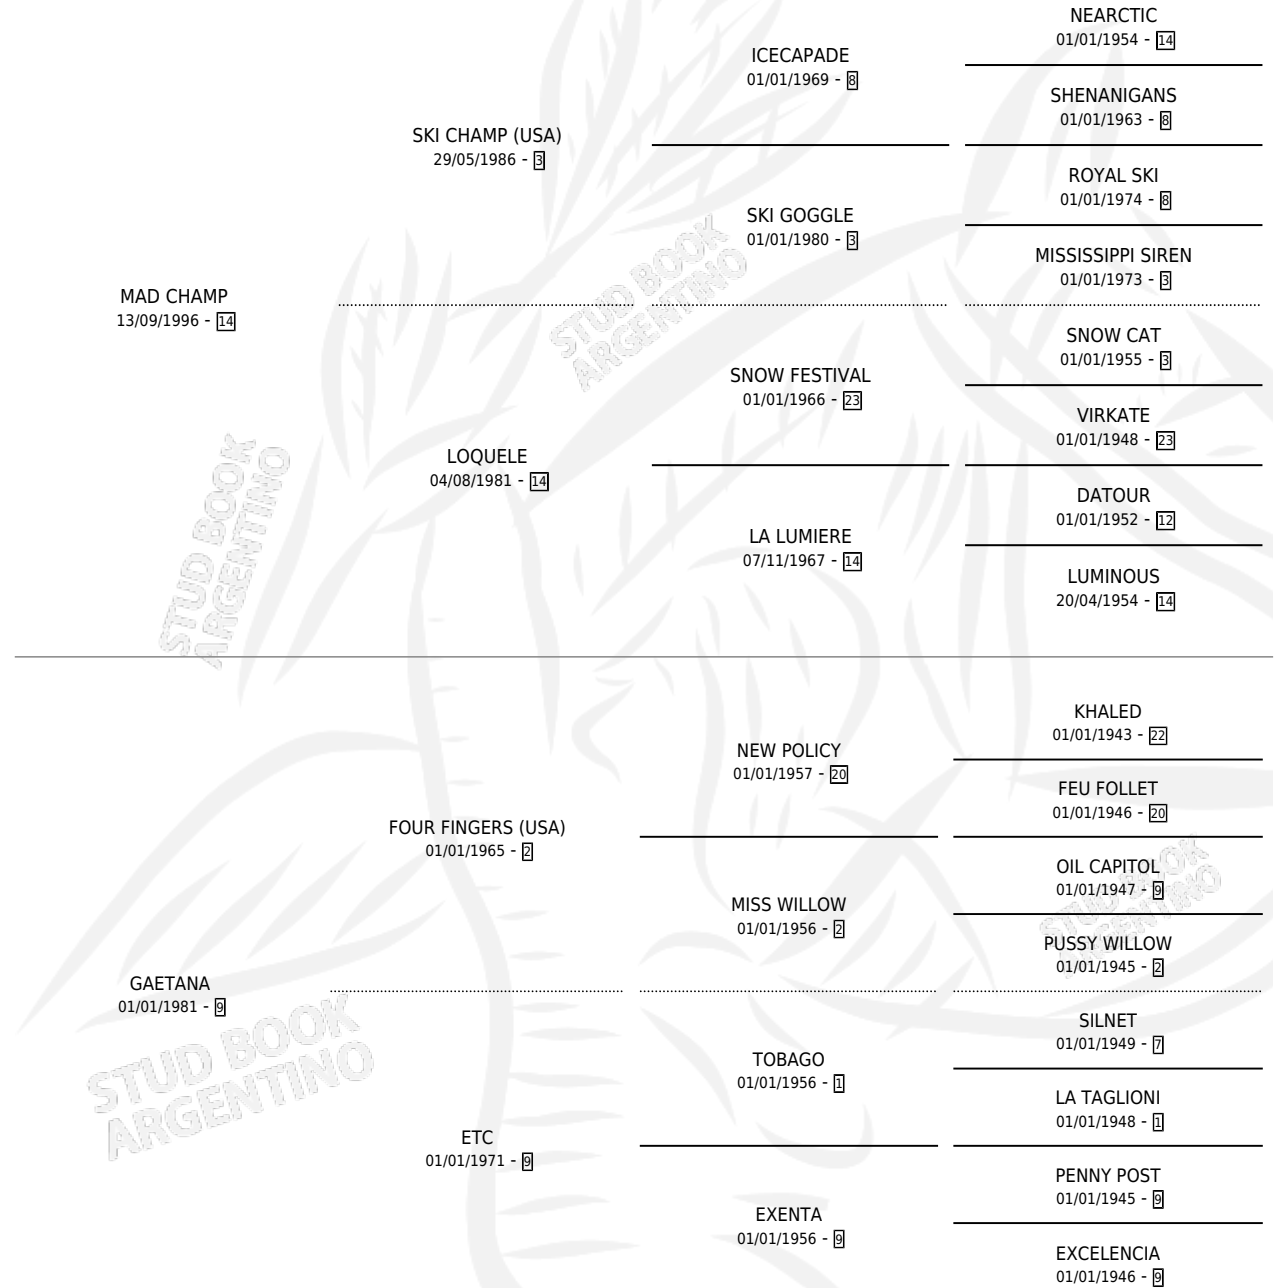 NEARCTIC
01/01/1954 - 14
ICECAPADE
01/01/1969 - 8
SHENANIGANS
01/01/1963 - 8
SKI CHAMP (USA)
29/05/1986 - 3
ROYAL SKI
01/01/1974 - 8
SKI GOGGLE
01/01/1980 - 3
MISSISSIPPI SIREN
01/01/1973 - 3
MAD CHAMP
13/09/1996 - 14
SNOW CAT
01/01/1955 - 3
SNOW FESTIVAL
01/01/1966 - 23
VIRKATE
01/01/1948 - 23
LOQUELE
04/08/1981 - 14
DATOUR
01/01/1952 - 12
LA LUMIERE
07/11/1967 - 14
LUMINOUS
20/04/1954 - 14
KHALED
01/01/1943 - 22
NEW POLICY
01/01/1957 - 20
FEU FOLLET
01/01/1946 - 20
FOUR FINGERS (USA)
01/01/1965 - 2
OIL CAPITOL
01/01/1947 - 9
MISS WILLOW
01/01/1956 - 2
PUSSY WILLOW
01/01/1945 - 2
GAETANA
01/01/1981 - 9
SILNET
01/01/1949 - 7
TOBAGO
01/01/1956 - 1
LA TAGLIONI
01/01/1948 - 1
ETC
01/01/1971 - 9
PENNY POST
01/01/1945 - 9
EXENTA
01/01/1956 - 9
EXCELENCIA
01/01/1946 - 9
STUD BOOK
ARGENTINO
STUD BOOK
ARGENTINO
STUD BOOK
ARGENTINO
STUD BOOK
ARGENTINO